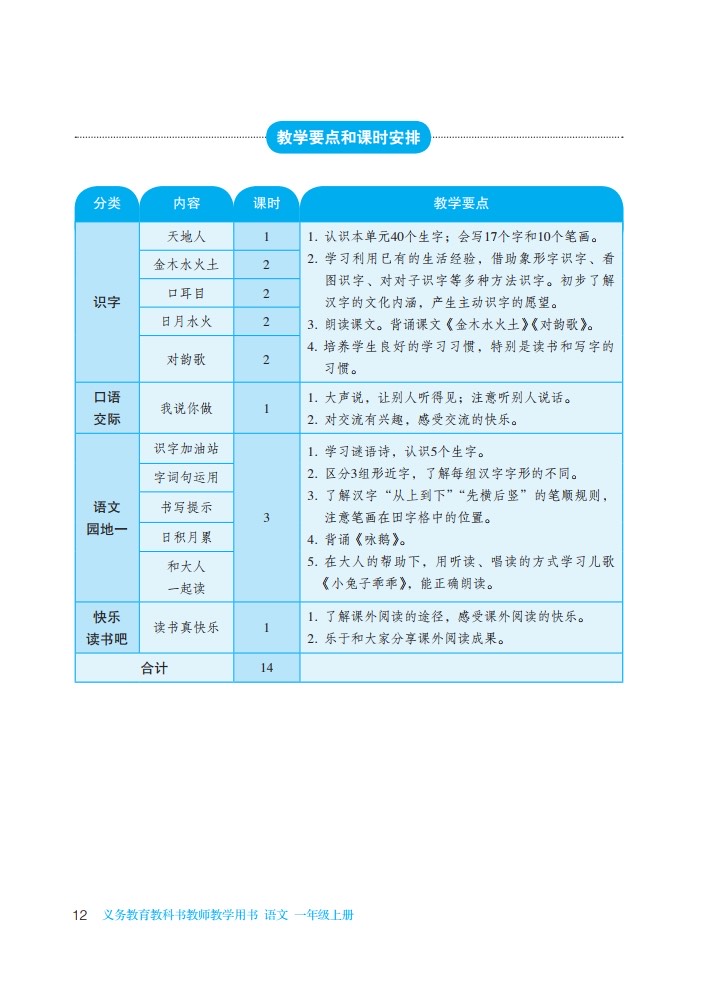 教学要点和课时安排
分类 内容 课时 教学要点
识字
天地人 1
金木水火土 2
口耳目 2
日月水火 2
对韵歌 2
1. 认识本单元40个生字；会写17个字和10个笔画。
2. 学习利用已有的生活经验，借助象形字识字、看
图识字、对对子识字等多种方法识字。初步了解
汉字的文化内涵，产生主动识字的愿望。
3. 朗读课文。背诵课文《金木水火土》《对韵歌》。
4. 培养学生良好的学习习惯，特别是读书和写字的
习惯。
口语
交际
我说你做 1
1. 大声说，让别人听得见；注意听别人说话。
2. 对交流有兴趣，感受交流的快乐。
语文
园地一
识字加油站
字词句运用
书写提示
日积月累
和大人
一起读
3
1. 学习谜语诗，认识5个生字。
2. 区分3组形近字，了解每组汉字字形的不同。
3. 了解汉字“从上到下”“先横后竖”的笔顺规则，
注意笔画在田字格中的位置。
4. 背诵《咏鹅》。
5. 在大人的帮助下，用听读、唱读的方式学习儿歌
《小兔子乖乖》，能正确朗读。
快乐
读书吧
读书真快乐 1
1. 了解课外阅读的途径，感受课外阅读的快乐。
2. 乐于和大家分享课外阅读成果。
合计 14
12 义务教育教科书教师教学用书 语文 一年级上册